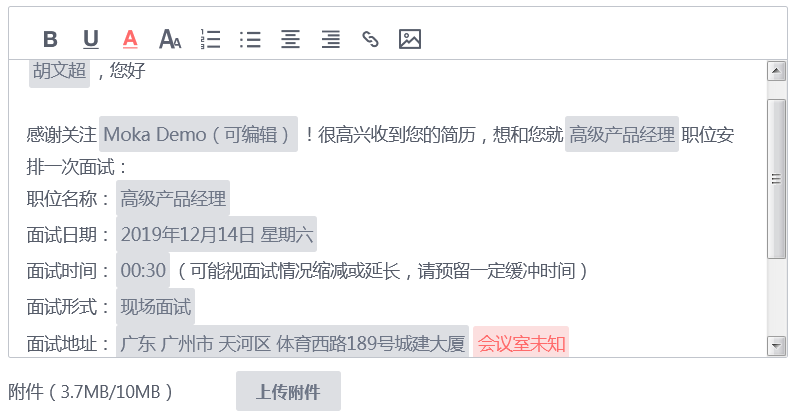 B U A AA
胡文超，您好
感谢关注 Moka Demo（可编辑）！很高兴收到您的简历，想和您就 高级产品经理 职位安
排一次面试：
职位名称： 高级产品经理
面试日期： 2019年12月14日 星期六
面试时间： 00:30（可能视面试情况缩减或延长，请预留一定缓冲时间）
面试形式： 现场面试
面试地址： 广东 广州市 天河区 体育西路189号城建大厦 会议室未知
附件（3.7MB/10MB） 上传附件